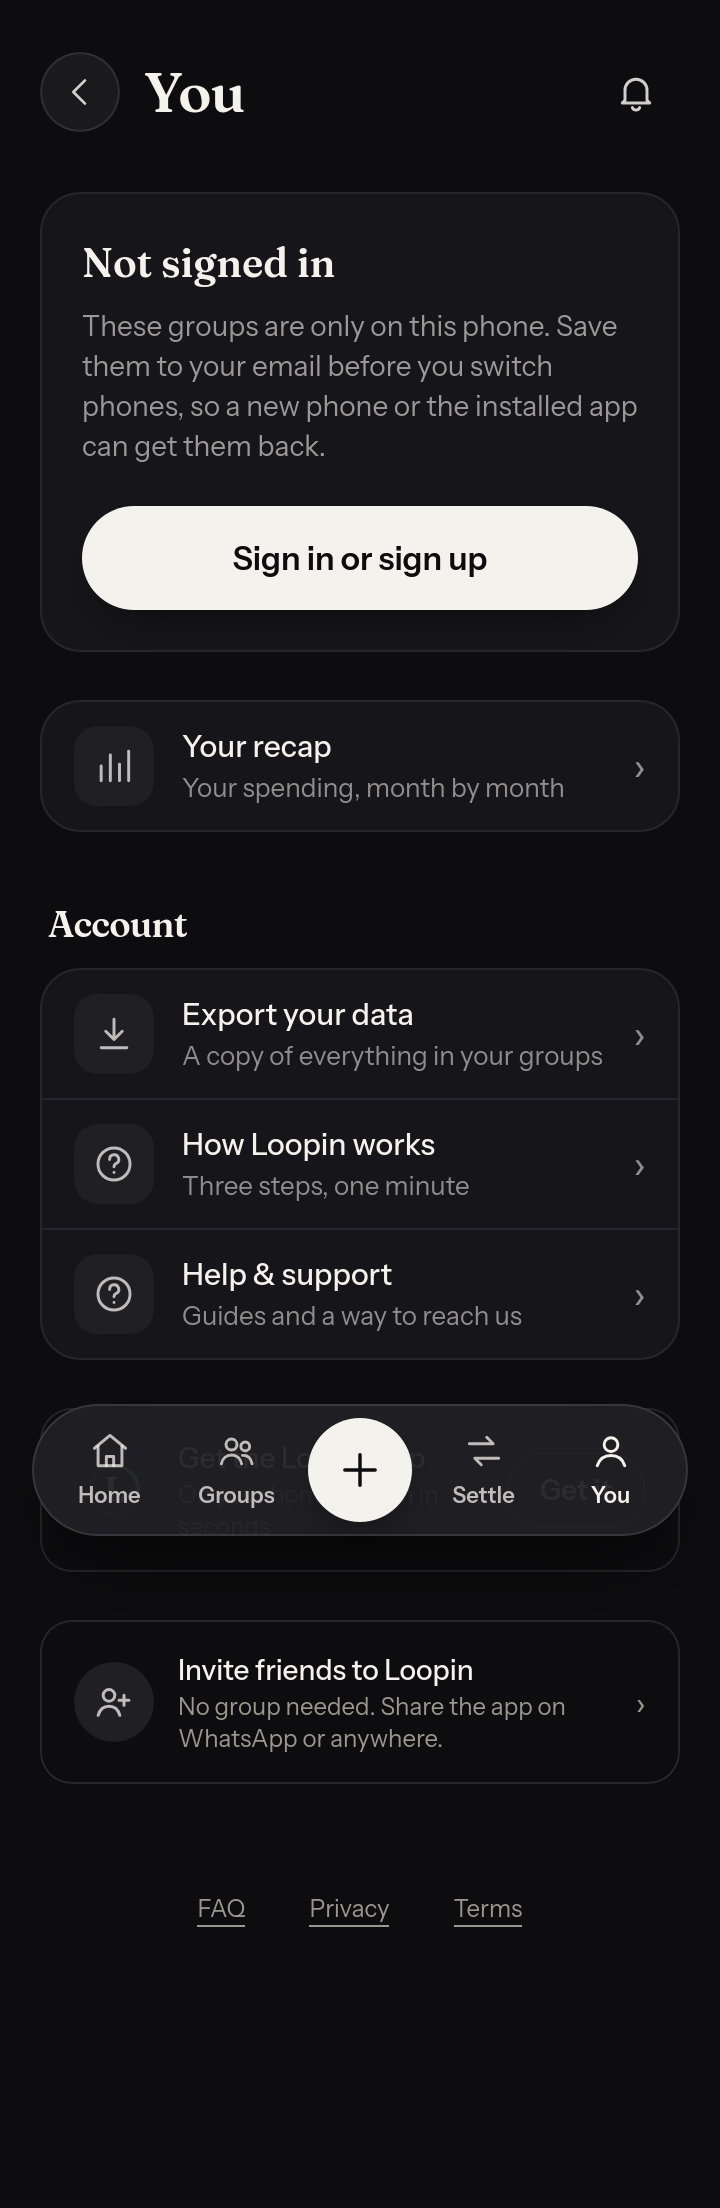 You
Not signed in
These groups are only on this phone. Save
them to your email before you switch
phones, so a new phone or the installed app
can get them back.
Sign in or sign up
Your recap
Your spending, month by month
Account
Export your data
A copy of everything in your groups
How Loopin works
Three steps, one minute
Help & support
Guides and a way to reach us
Home
Groups
Settle
You
Get
seconds
Get it
Invite friends to Loopin
No group needed. Share the app on
WhatsApp or anywhere.
FAQ
Privacy
Terms